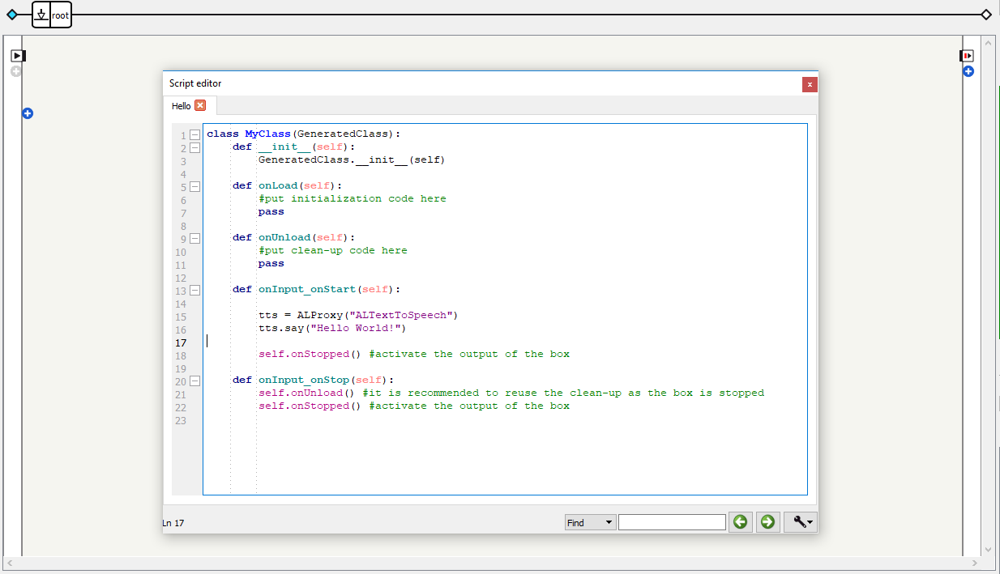 root
Script editor
Hello
1 class MyClass(GeneratedClass):
2     def __init__(self):
3         GeneratedClass.__init__(self)
4
5     def onLoad(self):
6         #put initialization code here
7         pass
8
9     def onUnload(self):
10         #put clean-up code here
11         pass
12
13     def onInput_onStart(self):
14
15         tts = ALProxy("ALTextToSpeech")
16         tts.say("Hello World!")
17
18         self.onStopped() #activate the output of the box
19
20     def onInput_onStop(self):
21         self.onUnload() #it is recommended to reuse the clean-up as the box is stopped
22         self.onStopped() #activate the output of the box
23
Ln 17
Find